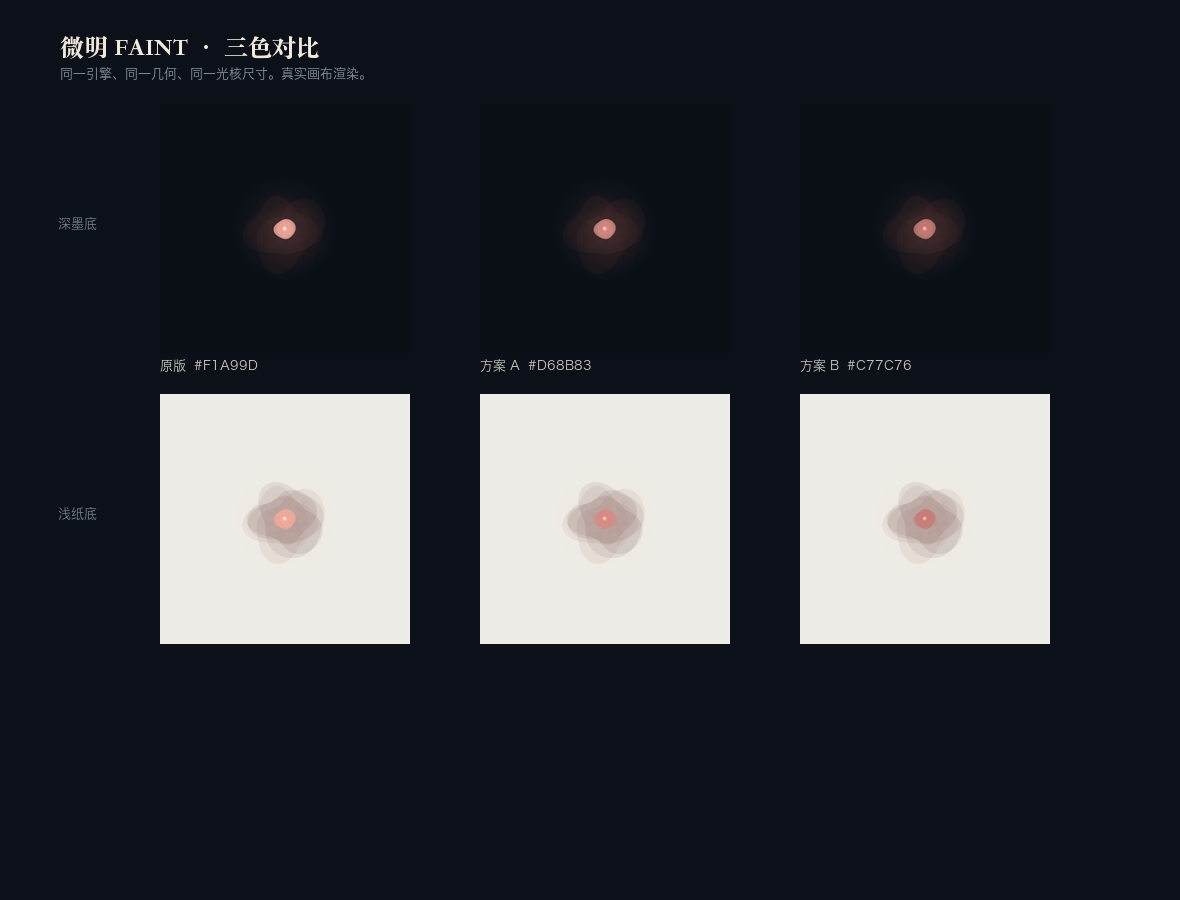 微明 FAINT · 三色对比
同一引擎、同一几何、同一光核尺寸。真实画布渲染。
深墨底
原版 #F1A99D
方案 A #D68B83
方案 B #C77C76
浅纸底